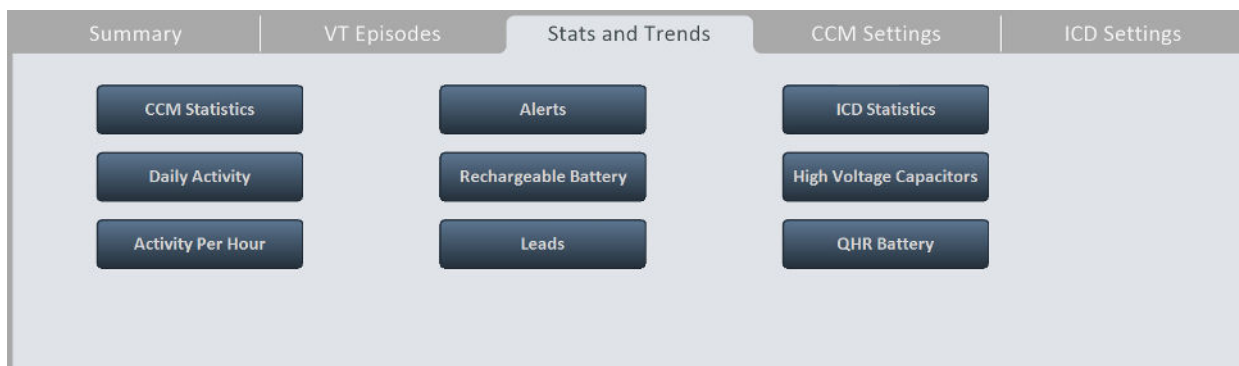 Summary
VT Episodes
Stats and Trends
CCM Settings
ICD Settings
CCM Statistics
Alerts
ICD Statistics
Daily Activity
Rechargeable Battery
High Voltage Capacitors
Activity Per Hour
Leads
QHR Battery